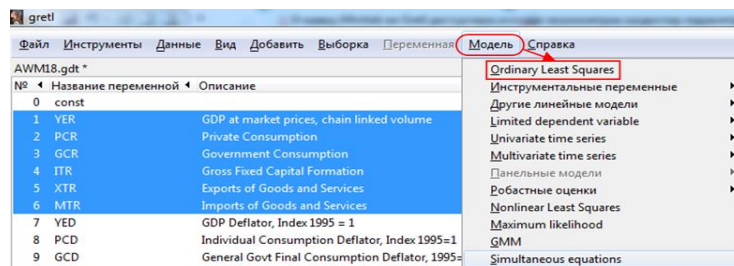 gretl
Файл Инструменты Данные Вид Добавить Выборка Переменная Модель Справка
AWM18.gdt *
№ Название переменной Описание
0 const
1 YER GDP at market prices, chain linked volume
2 PCR Private Consumption
3 GCR Government Consumption
4 ITR Gross Fixed Capital Formation
5 XTR Exports of Goods and Services
6 MTR Imports of Goods and Services
7 YED GDP Deflator, Index 1995 = 1
8 PCD Individual Consumption Deflator, Index 1995=1
9 GCD General Govt Final Consumption Deflator, 1995=
Ordinary Least Squares
Инструментальные переменные
Другие линейные модели
Limited dependent variable
Univariate time series
Multivariate time series
Панельные модели
Робастные оценки
Nonlinear Least Squares
Maximum likelihood
GMM
Simultaneous equations